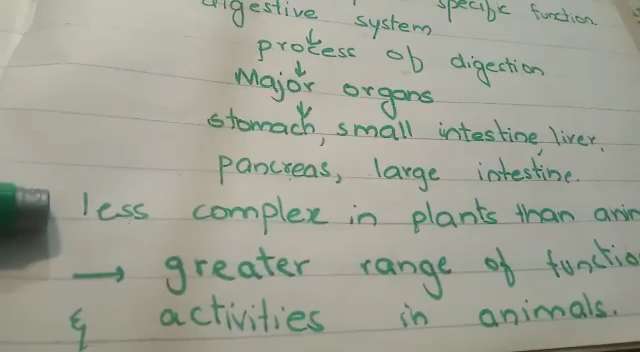 digestive system specific function.
process of digestion
↓
Major organs
↓
stomach, small intestine, liver,
pancreas, large intestine.
less complex in plants than
→ greater range of
& activities in animals.